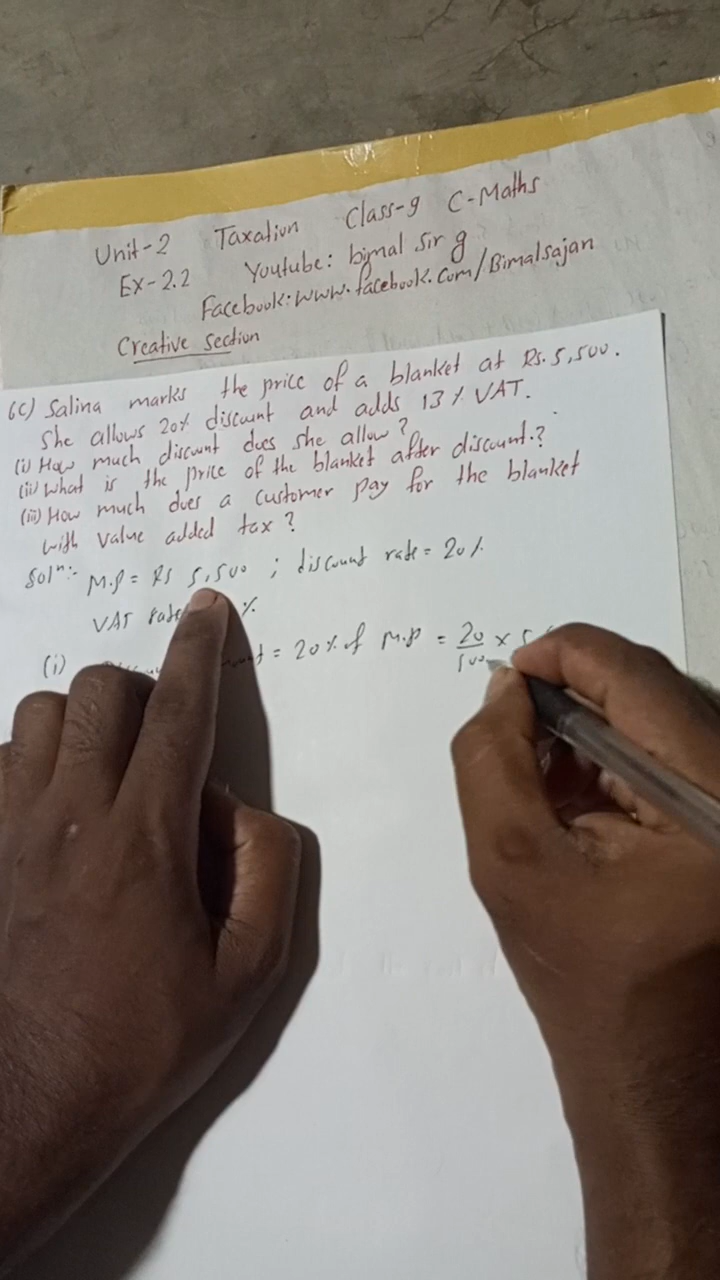 Unit-2 Taxation Class-9 C-Maths
Ex-2.2 Youtube: bimal sir g
Facebook: www.facebook.com/Bimalsajan
Creative section
6c) Salina marks the price of a blanket at Rs. 5,500.
She allows 20% discount and adds 13% VAT.
(i) How much discount does she allow?
(ii) What is the price of the blanket after discount.?
(iii) How much does a customer pay for the blanket
with value added tax?
Solⁿ:- M.P = RS 5,500 ; discount rate = 20%
VAT rate %
(i) = 20% of M.P = 20/100 × 5